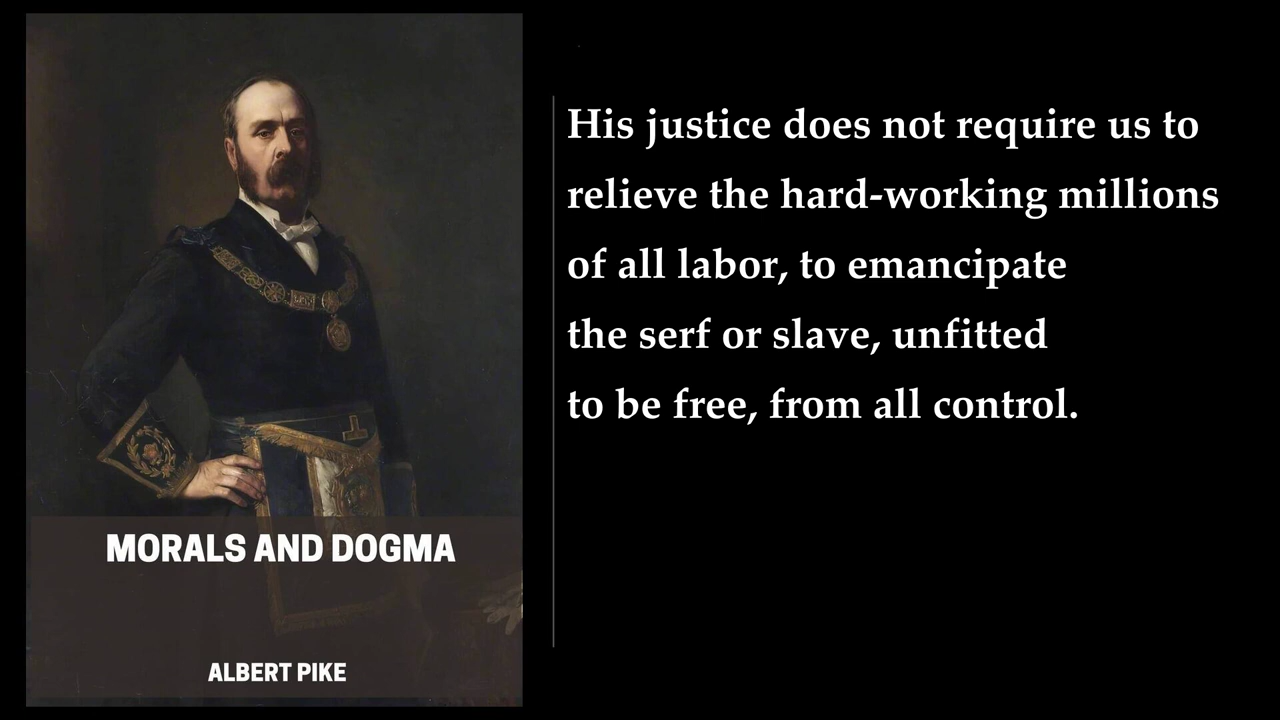 MORALS AND DOGMA
ALBERT PIKE
His justice does not require us to
relieve the hard-working millions
of all labor, to emancipate
the serf or slave, unfitted
to be free, from all control.